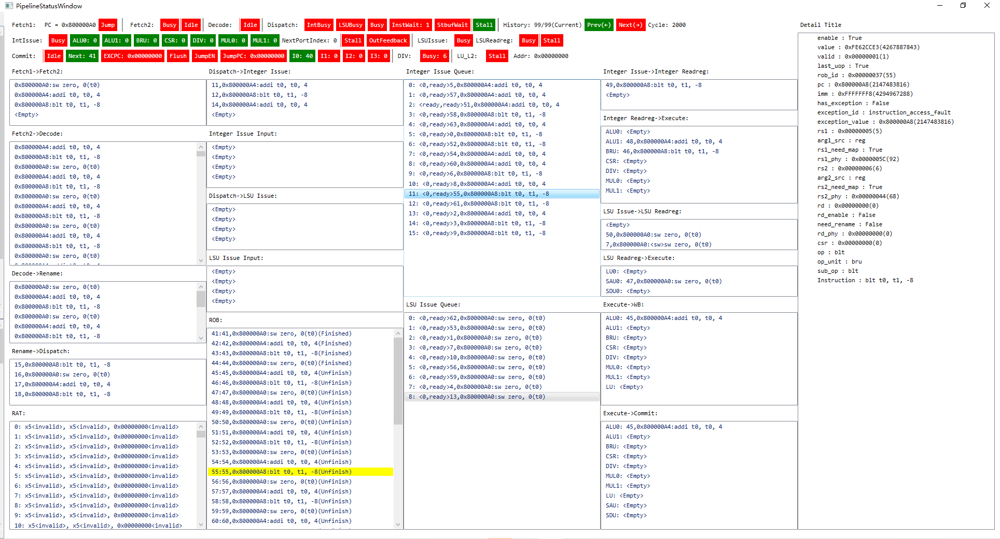 PipelineStatusWindow
Fetch1: PC = 0x800000A0 Jump Fetch2: Busy Idle Decode: Idle Dispatch: IntBusy LSUBusy Busy InstWait: 1 StbufWait Stall History: 99/99(Current) Prev(←) Next(→) Cycle: 2000
IntIssue: Busy ALU0: 0 ALU1: 0 BRU: 0 CSR: 0 DIV: 0 MUL0: 0 MUL1: 0 NextPortIndex: 0 Stall OutFeedback LSUIssue: Busy LSUReadreg: Busy Stall
Commit: Idle Next: 41 EXCPC: 0x00000000 Flush JumpEN JumpPC: 0x00000000 I0: 40 I1: 0 I2: 0 I3: 0 DIV: Busy: 6 LU_L2: Stall Addr: 0x00000000
Fetch1->Fetch2:
0x800000A0:sw zero, 0(t0)
0x800000A4:addi t0, t0, 4
0x800000A8:blt t0, t1, -8
<Empty>
Fetch2->Decode:
0x800000A4:addi t0, t0, 4
0x800000A8:blt t0, t1, -8
0x800000A0:sw zero, 0(t0)
0x800000A4:addi t0, t0, 4
0x800000A8:blt t0, t1, -8
0x800000A0:sw zero, 0(t0)
0x800000A4:addi t0, t0, 4
0x800000A8:blt t0, t1, -8
0x800000A0:sw zero, 0(t0)
0x800000A4:addi t0, t0, 4
0x800000A8:blt t0, t1, -8
0x800000A0:sw zero, 0(t0)
Decode->Rename:
0x800000A0:sw zero, 0(t0)
0x800000A4:addi t0, t0, 4
0x800000A8:blt t0, t1, -8
0x800000A0:sw zero, 0(t0)
0x800000A4:addi t0, t0, 4
0x800000A8:blt t0, t1, -8
Rename->Dispatch:
15,0x800000A8:blt t0, t1, -8
16,0x800000A0:sw zero, 0(t0)
17,0x800000A4:addi t0, t0, 4
18,0x800000A8:blt t0, t1, -8
RAT:
0: x5<invalid>, x5<invalid>, 0x00000000<invalid>
1: x5<invalid>, x5<invalid>, 0x00000000<invalid>
2: x5<invalid>, x5<invalid>, 0x00000000<invalid>
3: x5<invalid>, x5<invalid>, 0x00000000<invalid>
4: x5<invalid>, x5<invalid>, 0x00000000<invalid>
5: x5<invalid>, x5<invalid>, 0x00000000<invalid>
6: x5<invalid>, x5<invalid>, 0x00000000<invalid>
7: x5<invalid>, x5<invalid>, 0x00000000<invalid>
8: x5<invalid>, x5<invalid>, 0x00000000<invalid>
9: x5<invalid>, x5<invalid>, 0x00000000<invalid>
10: x5<invalid>, x5<invalid>, 0x00000000<invalid>
Dispatch->Integer Issue:
11,0x800000A4:addi t0, t0, 4
12,0x800000A8:blt t0, t1, -8
14,0x800000A4:addi t0, t0, 4
<Empty>
Integer Issue Input:
<Empty>
<Empty>
<Empty>
<Empty>
Dispatch->LSU Issue:
<Empty>
<Empty>
<Empty>
<Empty>
LSU Issue Input:
<Empty>
<Empty>
<Empty>
<Empty>
ROB:
41:41,0x800000A0:sw zero, 0(t0)(Finished)
42:42,0x800000A4:addi t0, t0, 4(Finished)
43:43,0x800000A8:blt t0, t1, -8(Finished)
44:44,0x800000A0:sw zero, 0(t0)(Finished)
45:45,0x800000A4:addi t0, t0, 4(Unfinish)
46:46,0x800000A8:blt t0, t1, -8(Unfinish)
47:47,0x800000A0:sw zero, 0(t0)(Unfinish)
48:48,0x800000A4:addi t0, t0, 4(Unfinish)
49:49,0x800000A8:blt t0, t1, -8(Unfinish)
50:50,0x800000A0:sw zero, 0(t0)(Unfinish)
51:51,0x800000A4:addi t0, t0, 4(Unfinish)
52:52,0x800000A8:blt t0, t1, -8(Unfinish)
53:53,0x800000A0:sw zero, 0(t0)(Unfinish)
54:54,0x800000A4:addi t0, t0, 4(Unfinish)
55:55,0x800000A8:blt t0, t1, -8(Unfinish)
56:56,0x800000A0:sw zero, 0(t0)(Unfinish)
57:57,0x800000A4:addi t0, t0, 4(Unfinish)
58:58,0x800000A8:blt t0, t1, -8(Unfinish)
59:59,0x800000A0:sw zero, 0(t0)(Unfinish)
60:60,0x800000A4:addi t0, t0, 4(Unfinish)
Integer Issue Queue:
0: <0,ready>5,0x800000A4:addi t0, t0, 4
1: <0,ready>57,0x800000A4:addi t0, t0, 4
2: <ready,ready>51,0x800000A4:addi t0, t0, 4
3: <0,ready>58,0x800000A8:blt t0, t1, -8
4: <0,ready>63,0x800000A4:addi t0, t0, 4
5: <0,ready>0,0x800000A8:blt t0, t1, -8
6: <0,ready>52,0x800000A8:blt t0, t1, -8
7: <0,ready>54,0x800000A4:addi t0, t0, 4
8: <0,ready>60,0x800000A4:addi t0, t0, 4
9: <0,ready>6,0x800000A8:blt t0, t1, -8
10: <0,ready>8,0x800000A4:addi t0, t0, 4
11: <0,ready>55,0x800000A8:blt t0, t1, -8
12: <0,ready>61,0x800000A8:blt t0, t1, -8
13: <0,ready>2,0x800000A4:addi t0, t0, 4
14: <0,ready>3,0x800000A8:blt t0, t1, -8
15: <0,ready>9,0x800000A8:blt t0, t1, -8
LSU Issue Queue:
0: <0,ready>62,0x800000A0:sw zero, 0(t0)
1: <0,ready>53,0x800000A0:sw zero, 0(t0)
2: <0,ready>1,0x800000A0:sw zero, 0(t0)
3: <0,ready>7,0x800000A0:sw zero, 0(t0)
4: <0,ready>10,0x800000A0:sw zero, 0(t0)
5: <0,ready>56,0x800000A0:sw zero, 0(t0)
6: <0,ready>59,0x800000A0:sw zero, 0(t0)
7: <0,ready>4,0x800000A0:sw zero, 0(t0)
8: <0,ready>13,0x800000A0:sw zero, 0(t0)
Integer Issue->Integer Readreg:
49,0x800000A8:blt t0, t1, -8
<Empty>
Integer Readreg->Execute:
ALU0: <Empty>
ALU1: 48,0x800000A4:addi t0, t0, 4
BRU: 46,0x800000A8:blt t0, t1, -8
CSR: <Empty>
DIV: <Empty>
MUL0: <Empty>
MUL1: <Empty>
LSU Issue->LSU Readreg:
<Empty>
50,0x800000A0:sw zero, 0(t0)
7,0x800000A0:<sw>sw zero, 0(t0)
LSU Readreg->Execute:
LU0: <Empty>
SAU0: 47,0x800000A0:sw zero, 0(t0)
SDU0: <Empty>
Execute->WB:
ALU0: 45,0x800000A4:addi t0, t0, 4
ALU1: <Empty>
BRU: <Empty>
CSR: <Empty>
DIV: <Empty>
MUL0: <Empty>
MUL1: <Empty>
LU: <Empty>
Execute->Commit:
ALU0: 45,0x800000A4:addi t0, t0, 4
ALU1: <Empty>
BRU: <Empty>
CSR: <Empty>
DIV: <Empty>
MUL0: <Empty>
MUL1: <Empty>
LU: <Empty>
SAU: <Empty>
SDU: <Empty>
Detail Title
enable : True
value : 0xFE62CCE3(4267887843)
valid : 0x00000001(1)
last_uop : True
rob_id : 0x00000037(55)
pc : 0x800000A8(2147483816)
imm : 0xFFFFFFF8(4294967288)
has_exception : False
exception_id : instruction_access_fault
exception_value : 0x800000A8(2147483816)
rs1 : 0x00000005(5)
arg1_src : reg
rs1_need_map : True
rs1_phy : 0x0000005C(92)
rs2 : 0x00000006(6)
arg2_src : reg
rs2_need_map : True
rs2_phy : 0x00000044(68)
rd : 0x00000000(0)
rd_enable : False
need_rename : False
rd_phy : 0x00000000(0)
csr : 0x00000000(0)
op : blt
op_unit : bru
sub_op : blt
Instruction : blt t0, t1, -8